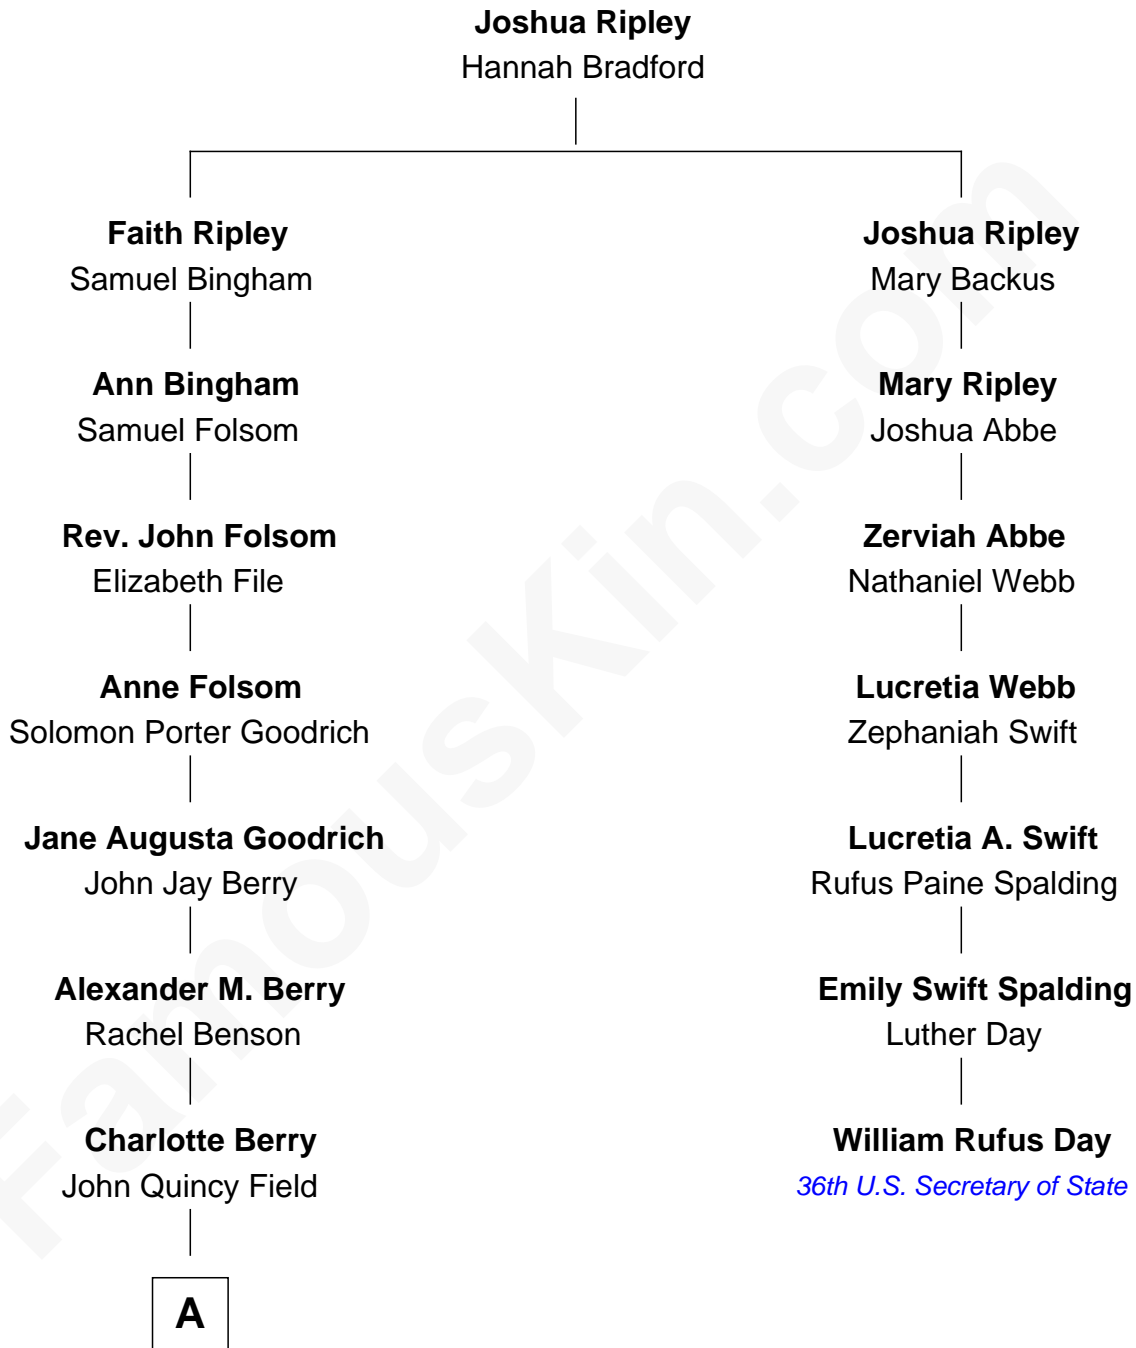 Joshua Ripley
Hannah Bradford
Faith Ripley
Samuel Bingham
Joshua Ripley
Mary Backus
Ann Bingham
Samuel Folsom
Mary Ripley
Joshua Abbe
Rev. John Folsom
Elizabeth File
Zerviah Abbe
Nathaniel Webb
Anne Folsom
Solomon Porter Goodrich
Lucretia Webb
Zephaniah Swift
Jane Augusta Goodrich
John Jay Berry
Lucretia A. Swift
Rufus Paine Spalding
Alexander M. Berry
Rachel Benson
Emily Swift Spalding
Luther Day
Charlotte Berry
John Quincy Field
William Rufus Day
36th U.S. Secretary of State
A
FamousKin.com